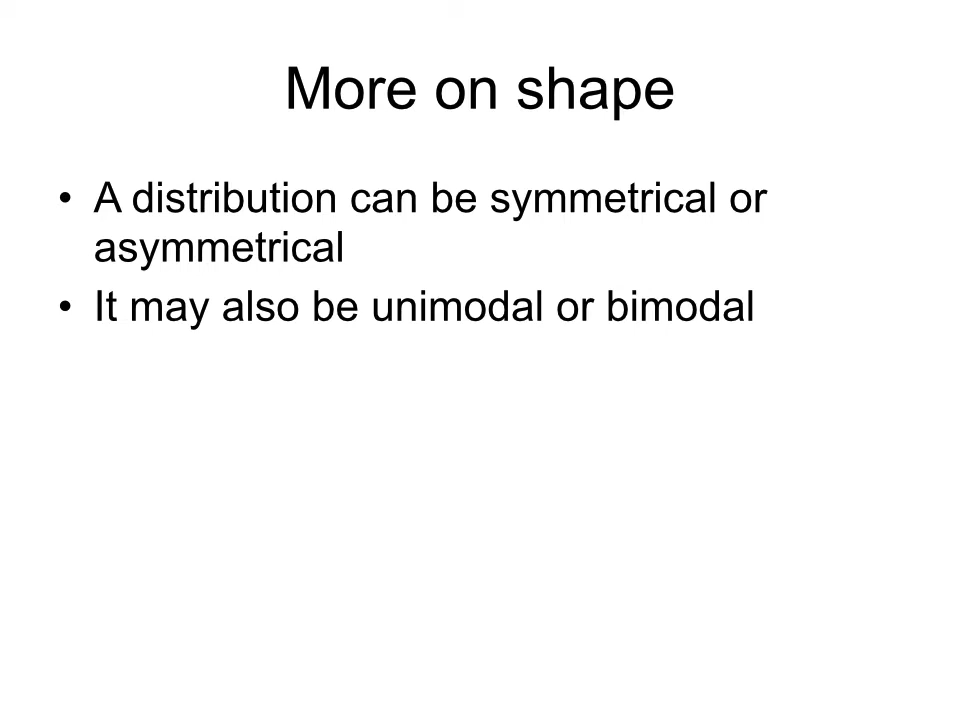 More on shape
• A distribution can be symmetrical or
asymmetrical
• It may also be unimodal or bimodal